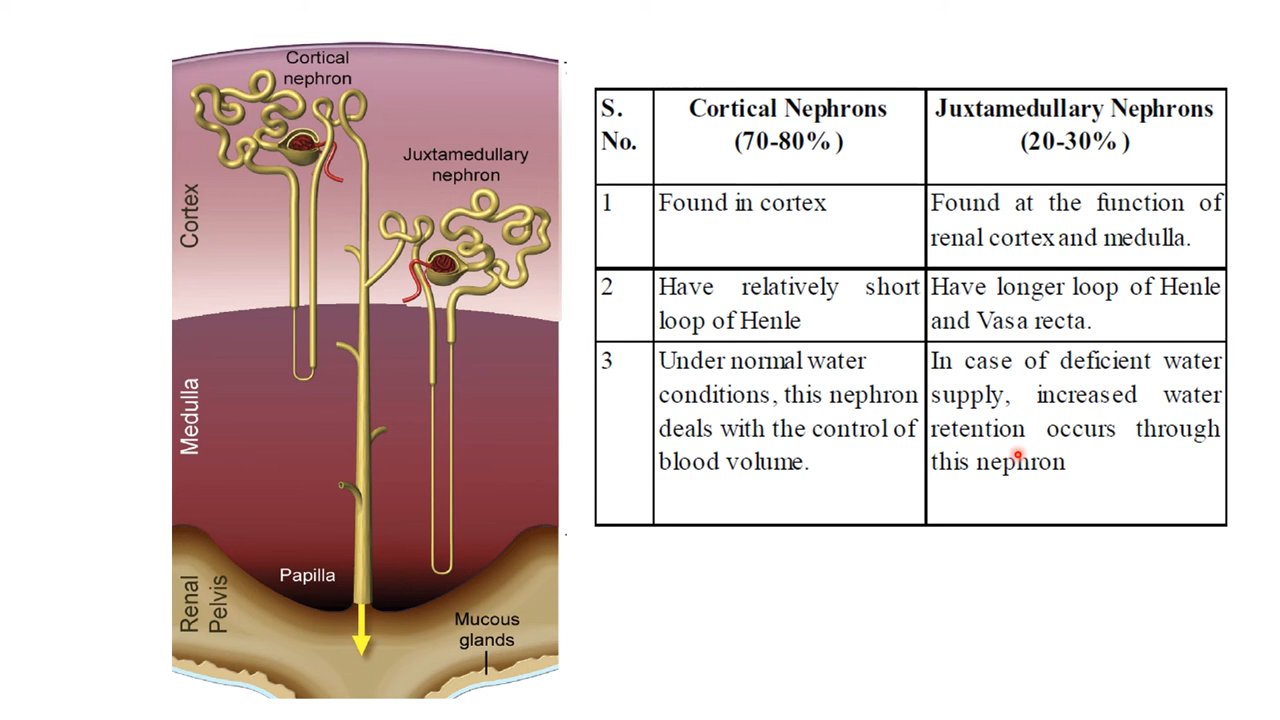 Cortical
nephron
Juxtamedullary
nephron
Cortex
Medulla
Renal
Pelvis
Papilla
Mucous
glands
S.
No.
Cortical Nephrons
(70-80%)
Juxtamedullary Nephrons
(20-30%)
1
Found in cortex
Found at the function of
renal cortex and medulla.
2
Have relatively short
loop of Henle
Have longer loop of Henle
and Vasa recta.
3
Under normal water
conditions, this nephron
deals with the control of
blood volume.
In case of deficient water
supply, increased water
retention occurs through
this nephron